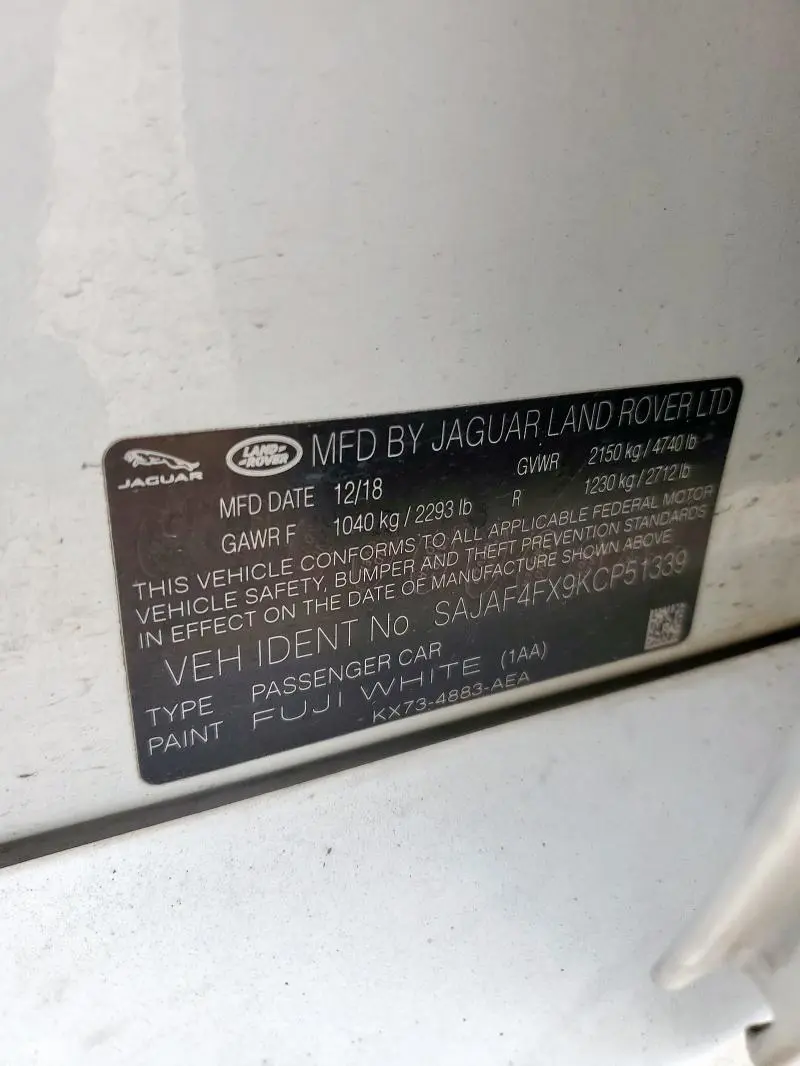 JAGUAR LAND-ROVER MFD BY JAGUAR LAND ROVER LTD
MFD DATE 12/18 GVWR 2150 kg / 4740 lb
GAWR F 1040 kg / 2293 lb R 1230 kg / 2712 lb
THIS VEHICLE CONFORMS TO ALL APPLICABLE FEDERAL MOTOR
VEHICLE SAFETY, BUMPER AND THEFT PREVENTION STANDARDS
IN EFFECT ON THE DATE OF MANUFACTURE SHOWN ABOVE
VEH IDENT No. SAJAF4FX9KCP51339
TYPE PASSENGER CAR
PAINT FUJI WHITE (1AA)
KX73-4883-AEA